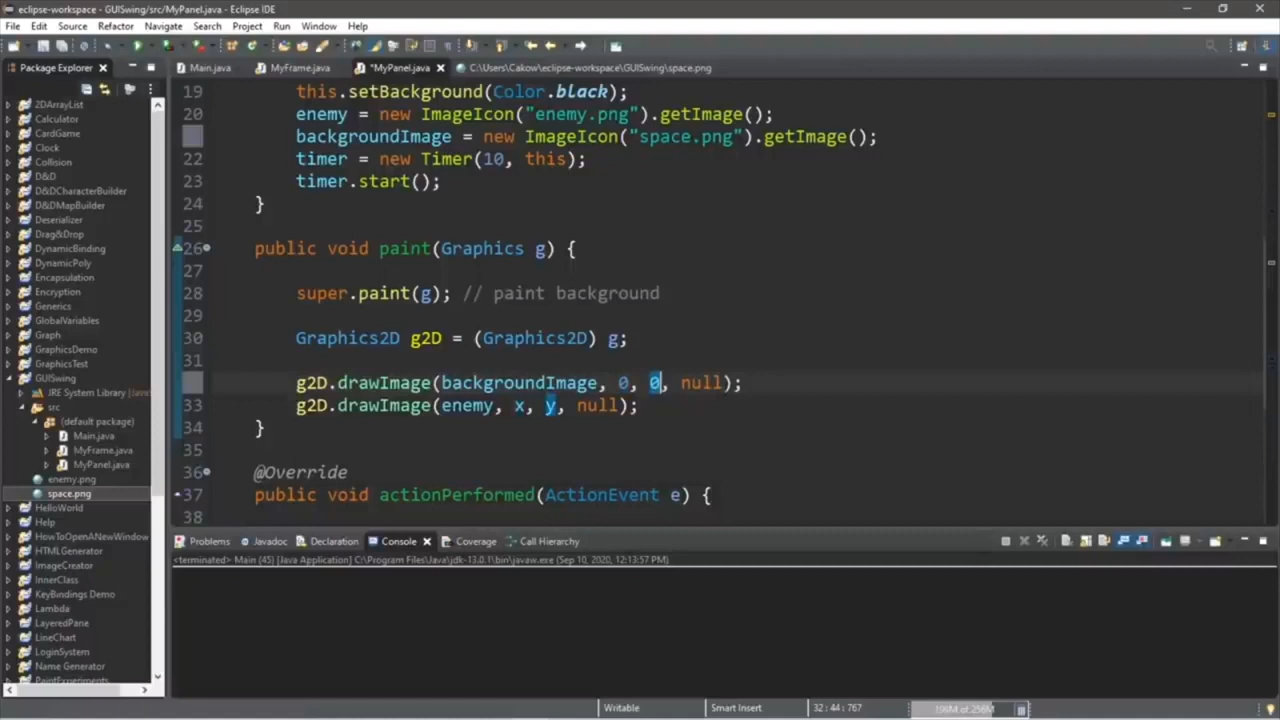 eclipse-workspace - GUISwing/src/MyPanel.java - Eclipse IDE
File Edit Source Refactor Navigate Search Project Run Window Help
Package Explorer
Main.java MyFrame.java *MyPanel.java C:\Users\Cakow\eclipse-workspace\GUISwing\space.png
2DArrayList
Calculator
CardGame
Clock
Collision
D&D
D&DCharacterBuilder
D&DMapBuilder
Deserializer
Drag&Drop
DynamicBinding
DynamicPoly
Encapsulation
Encryption
Generics
GlobalVariables
Graph
GraphicsDemo
GraphicsTest
GUISwing
JRE System Library [javas
src
(default package)
Main.java
MyFrame.java
MyPanel.java
enemy.png
space.png
HelloWorld
Help
HowToOpenANewWindow
HTMLGenerator
ImageCreator
InnerClass
KeyBindings Demo
Lambda
LayeredPane
LineChart
LoginSystem
Name Generator
PaintExperiments
19 this.setBackground(Color.black);
20 enemy = new ImageIcon("enemy.png").getImage();
backgroundImage = new ImageIcon("space.png").getImage();
22 timer = new Timer(10, this);
23 timer.start();
24 }
25
26 public void paint(Graphics g) {
27
28 super.paint(g); // paint background
29
30 Graphics2D g2D = (Graphics2D) g;
31
g2D.drawImage(backgroundImage, 0, 0, null);
33 g2D.drawImage(enemy, x, y, null);
34 }
35
36 @Override
37 public void actionPerformed(ActionEvent e) {
38
Problems Javadoc Declaration Console Coverage Call Hierarchy
<terminated> Main (45) [Java Application] C:\Program Files\Java\jdk-13.0.1\bin\javaw.exe (Sep 10, 2020, 12:13:57 PM)
Writable Smart Insert 32 : 44 : 767 198M of 256M